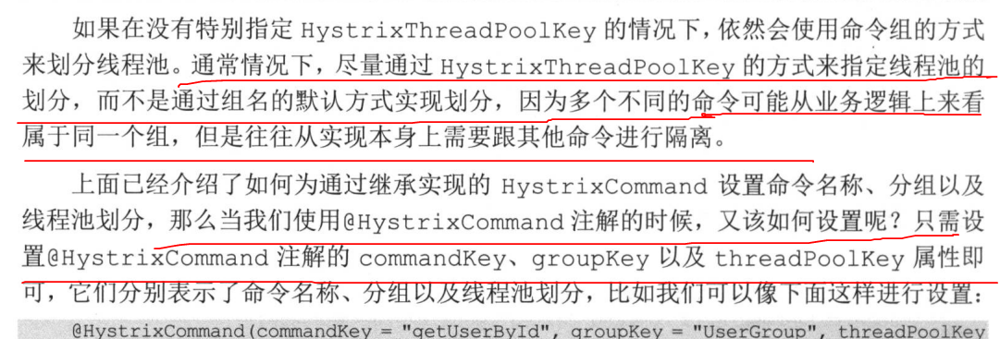 如果在没有特别指定 HystrixThreadPoolKey 的情况下，依然会使用命令组的方式
来划分线程池。通常情况下，尽量通过 HystrixThreadPoolKey 的方式来指定线程池的
划分，而不是通过组名的默认方式实现划分，因为多个不同的命令可能从业务逻辑上来看
属于同一个组，但是往往从实现本身上需要跟其他命令进行隔离。
上面已经介绍了如何为通过继承实现的 HystrixCommand 设置命令名称、分组以及
线程池划分，那么当我们使用@HystrixCommand 注解的时候，又该如何设置呢？只需设
置@HystrixCommand 注解的 commandKey、groupKey 以及 threadPoolKey 属性即
可，它们分别表示了命令名称、分组以及线程池划分，比如我们可以像下面这样进行设置：
@HystrixCommand(commandKey = "getUserById", groupKey = "UserGroup", threadPoolKey